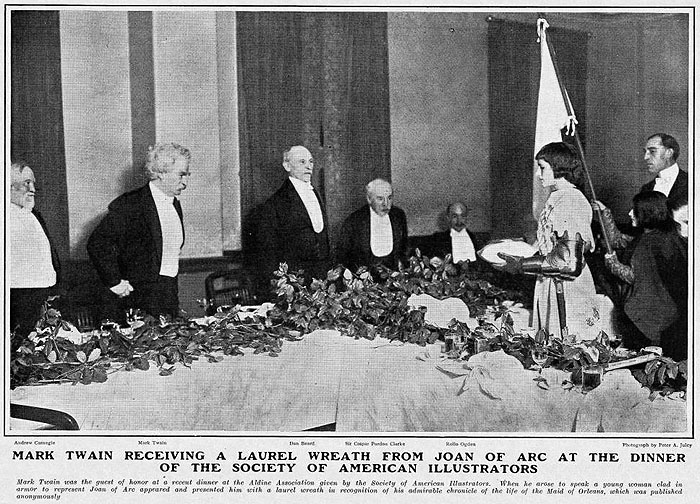 Andrew Carnegie Mark Twain Dan Beard Sir Caspar Purdon Clarke Rollo Ogden Photograph by Peter A. Juley
MARK TWAIN RECEIVING A LAUREL WREATH FROM JOAN OF ARC AT THE DINNER
OF THE SOCIETY OF AMERICAN ILLUSTRATORS
Mark Twain was the guest of honor at a recent dinner at the Aldine Association given by the Society of American Illustrators. When he arose to speak a young woman clad in
armor to represent Joan of Arc appeared and presented him with a laurel wreath in recognition of his admirable chronicle of the life of the Maid of Orleans, which was published
anonymously